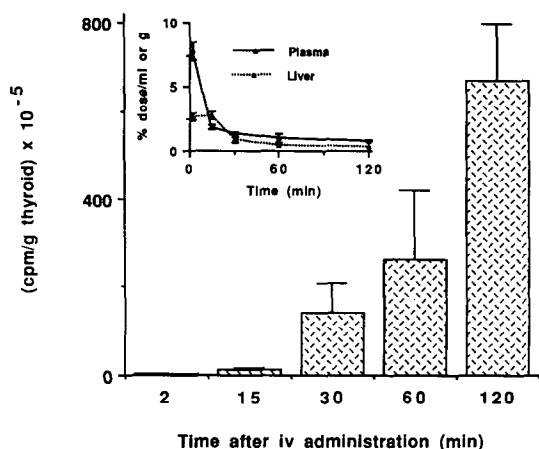 800
400
0
(cpm/g thyroid) x 10⁻⁵
10
5
0
% dose/ml or g
Plasma
Liver
0
30
60
120
Time (min)
2
15
30
60
120
Time after iv administration (min)